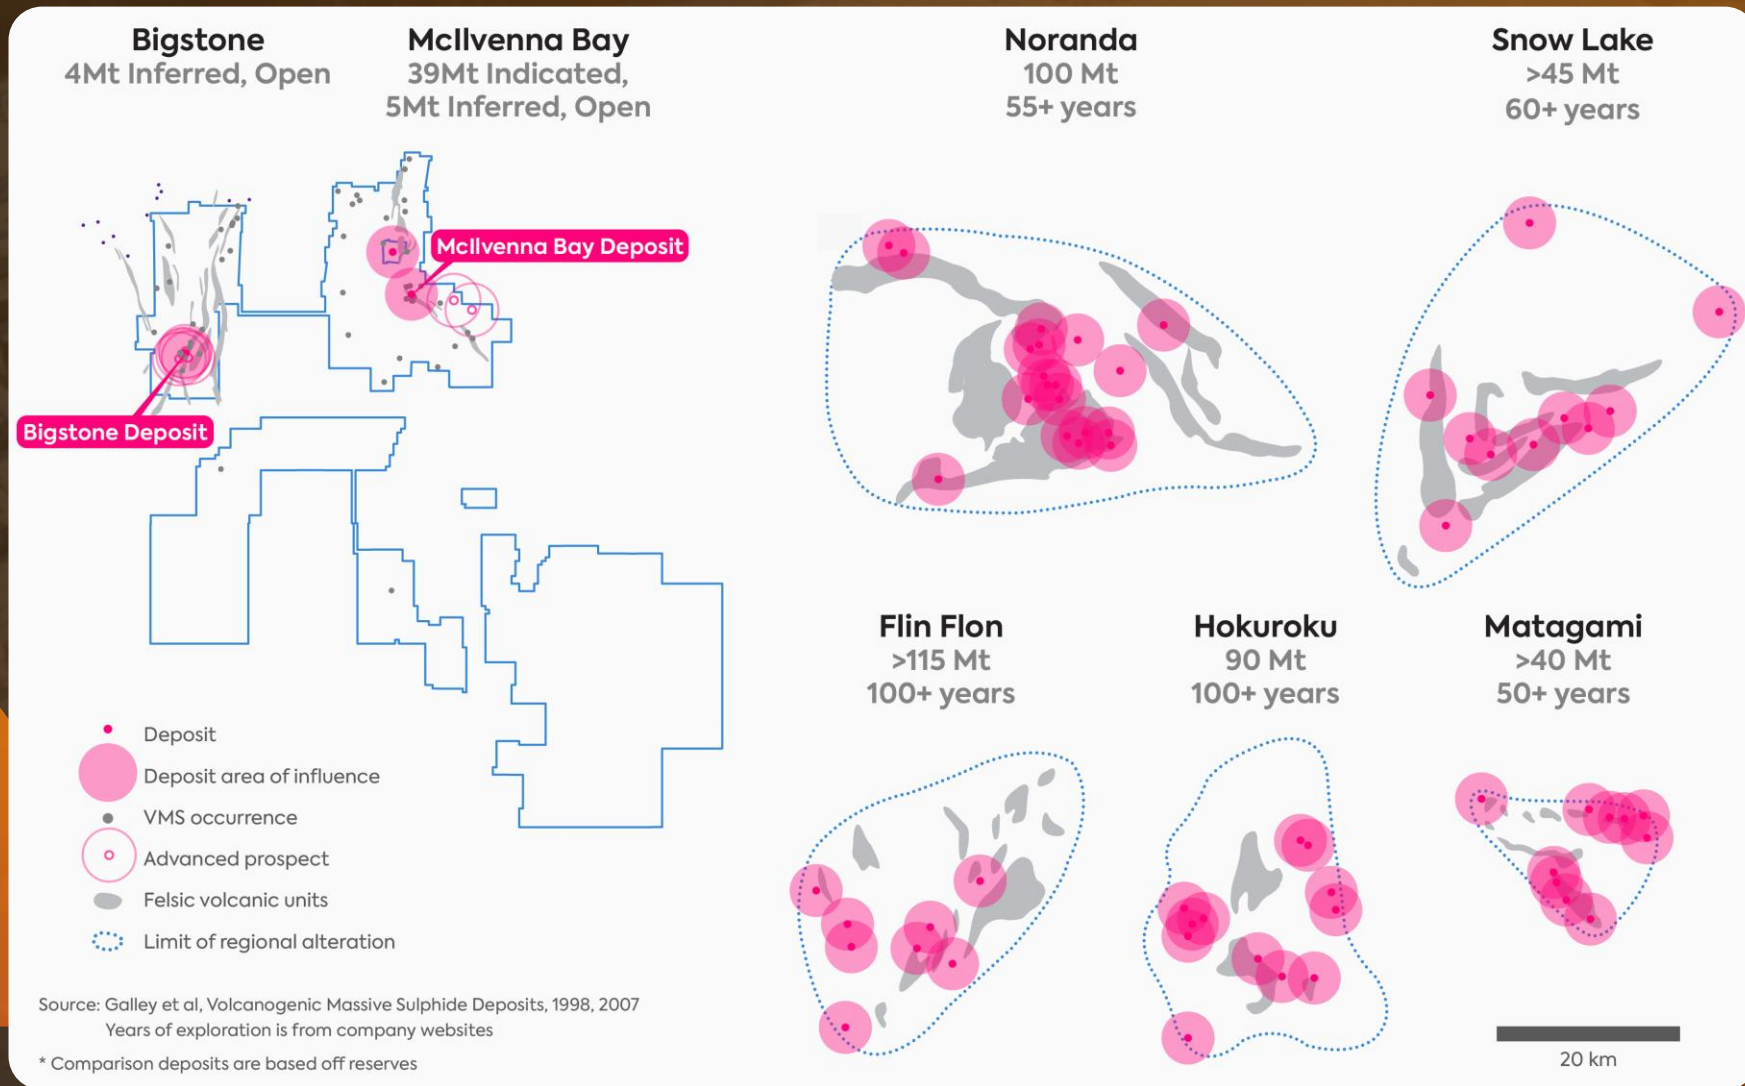 Bigstone
4Mt Inferred, Open
McIlvenna Bay
39Mt Indicated,
5Mt Inferred, Open
Noranda
100 Mt
55+ years
Snow Lake
>45 Mt
60+ years
McIlvenna Bay Deposit
Bigstone Deposit
Flin Flon
>115 Mt
100+ years
Hokuroku
90 Mt
100+ years
Matagami
>40 Mt
50+ years
Deposit
Deposit area of influence
VMS occurrence
Advanced prospect
Felsic volcanic units
Limit of regional alteration
Source: Galley et al, Volcanogenic Massive Sulphide Deposits, 1998, 2007
Years of exploration is from company websites
* Comparison deposits are based off reserves
20 km